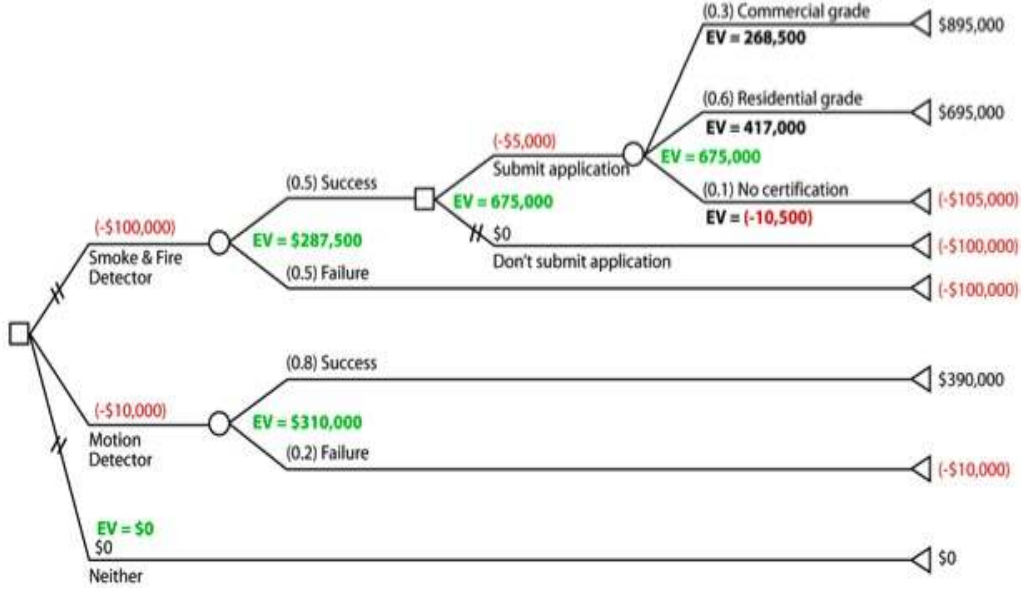 (0.3) Commercial grade
EV = 268,500
$895,000
(0.6) Residential grade
EV = 417,000
$695,000
(-$5,000)
Submit application
EV = 675,000
(0.5) Success
EV = 675,000
(0.1) No certification
EV = (-10,500)
(-$105,000)
$0
Don't submit application
(-$100,000)
(-$100,000)
Smoke & Fire
Detector
EV = $287,500
(0.5) Failure
(-$100,000)
(0.8) Success
$390,000
(-$10,000)
Motion
Detector
EV = $310,000
(0.2) Failure
(-$10,000)
EV = $0
$0
Neither
$0